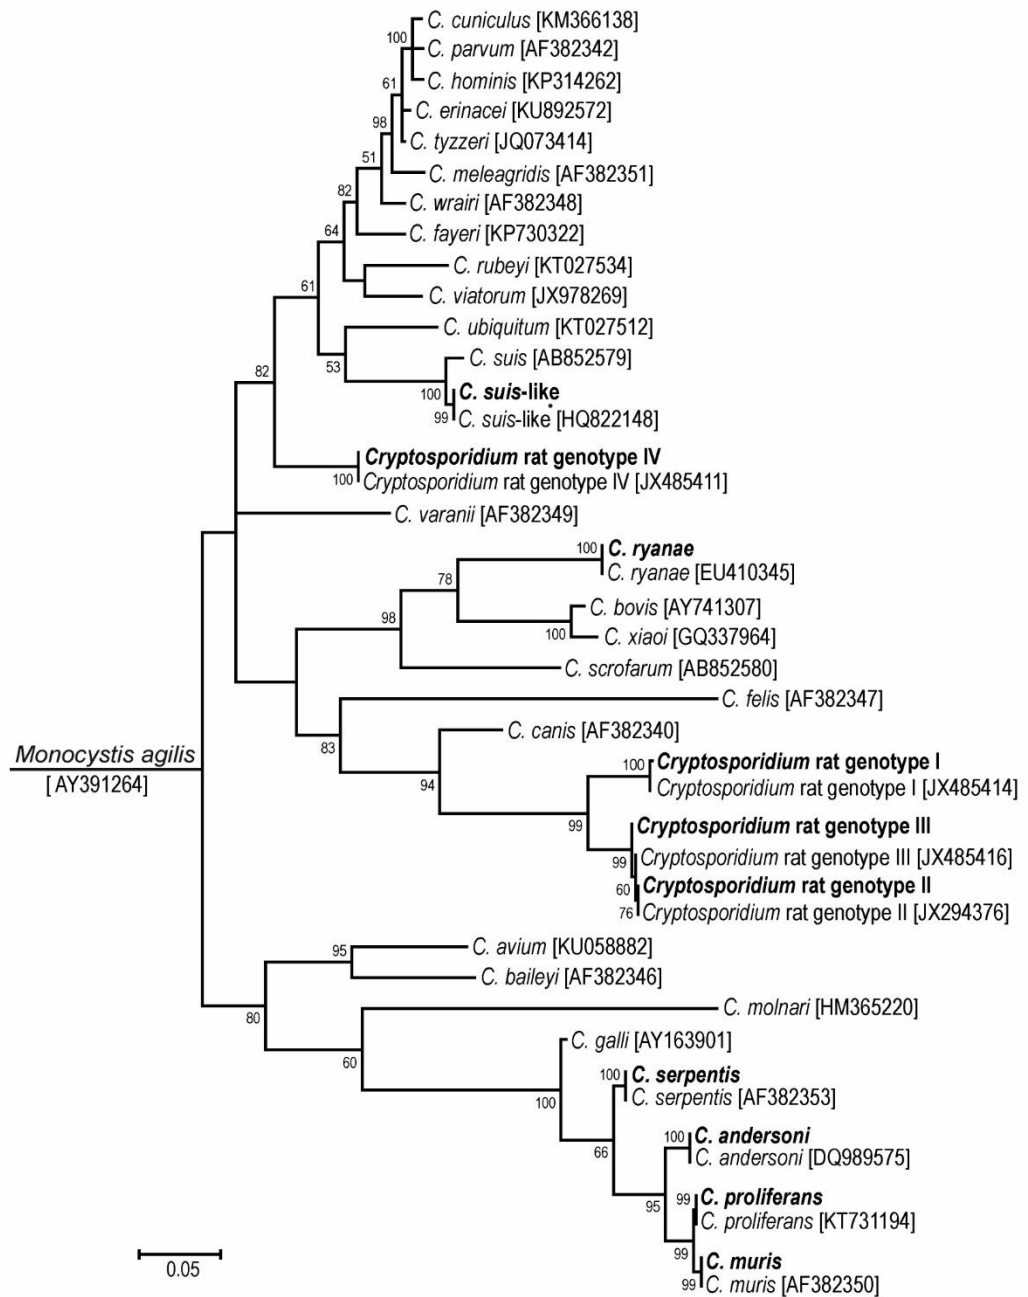 C. cuniculus [KM366138]
100
C. parvum [AF382342]
C. hominis [KP314262]
61
C. erinacei [KU892572]
98
C. tyzzeri [JQ073414]
51
C. meleagridis [AF382351]
82
C. wrairi [AF382348]
64
C. fayeri [KP730322]
C. rubeyi [KT027534]
61
C. viatorum [JX978269]
C. ubiquitum [KT027512]
53
C. suis [AB852579]
82
100
C. suis-like
99
C. suis-like [HQ822148]
Cryptosporidium rat genotype IV
100
Cryptosporidium rat genotype IV [JX485411]
C. varanii [AF382349]
100
C. ryanae
C. ryanae [EU410345]
78
C. bovis [AY741307]
98
100
C. xiaoi [GQ337964]
C. scrofarum [AB852580]
C. felis [AF382347]
83
C. canis [AF382340]
Monocystis agilis
[AY391264]
94
100
Cryptosporidium rat genotype I
Cryptosporidium rat genotype I [JX485414]
99
Cryptosporidium rat genotype III
99
Cryptosporidium rat genotype III [JX485416]
60
Cryptosporidium rat genotype II
76
Cryptosporidium rat genotype II [JX294376]
95
C. avium [KU058882]
C. baileyi [AF382346]
80
C. molnari [HM365220]
60
C. galli [AY163901]
100
100
C. serpentis
C. serpentis [AF382353]
66
100
C. andersoni
C. andersoni [DQ989575]
95
99
C. proliferans
C. proliferans [KT731194]
99
C. muris
99
C. muris [AF382350]
0.05